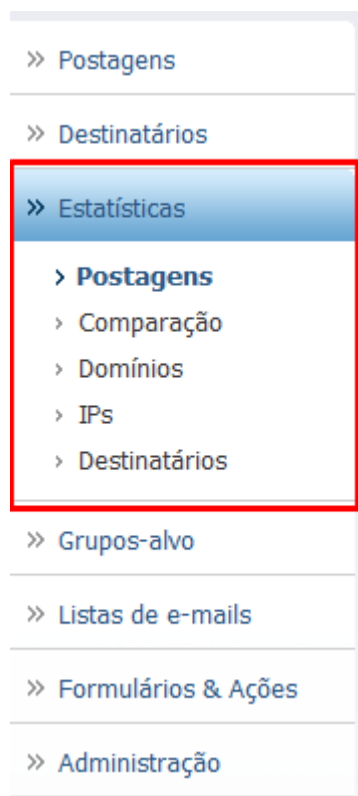 » Postagens
» Destinatários
» Estatísticas
› Postagens
› Comparação
› Domínios
› IPs
› Destinatários
» Grupos-alvo
» Listas de e-mails
» Formulários & Ações
» Administração